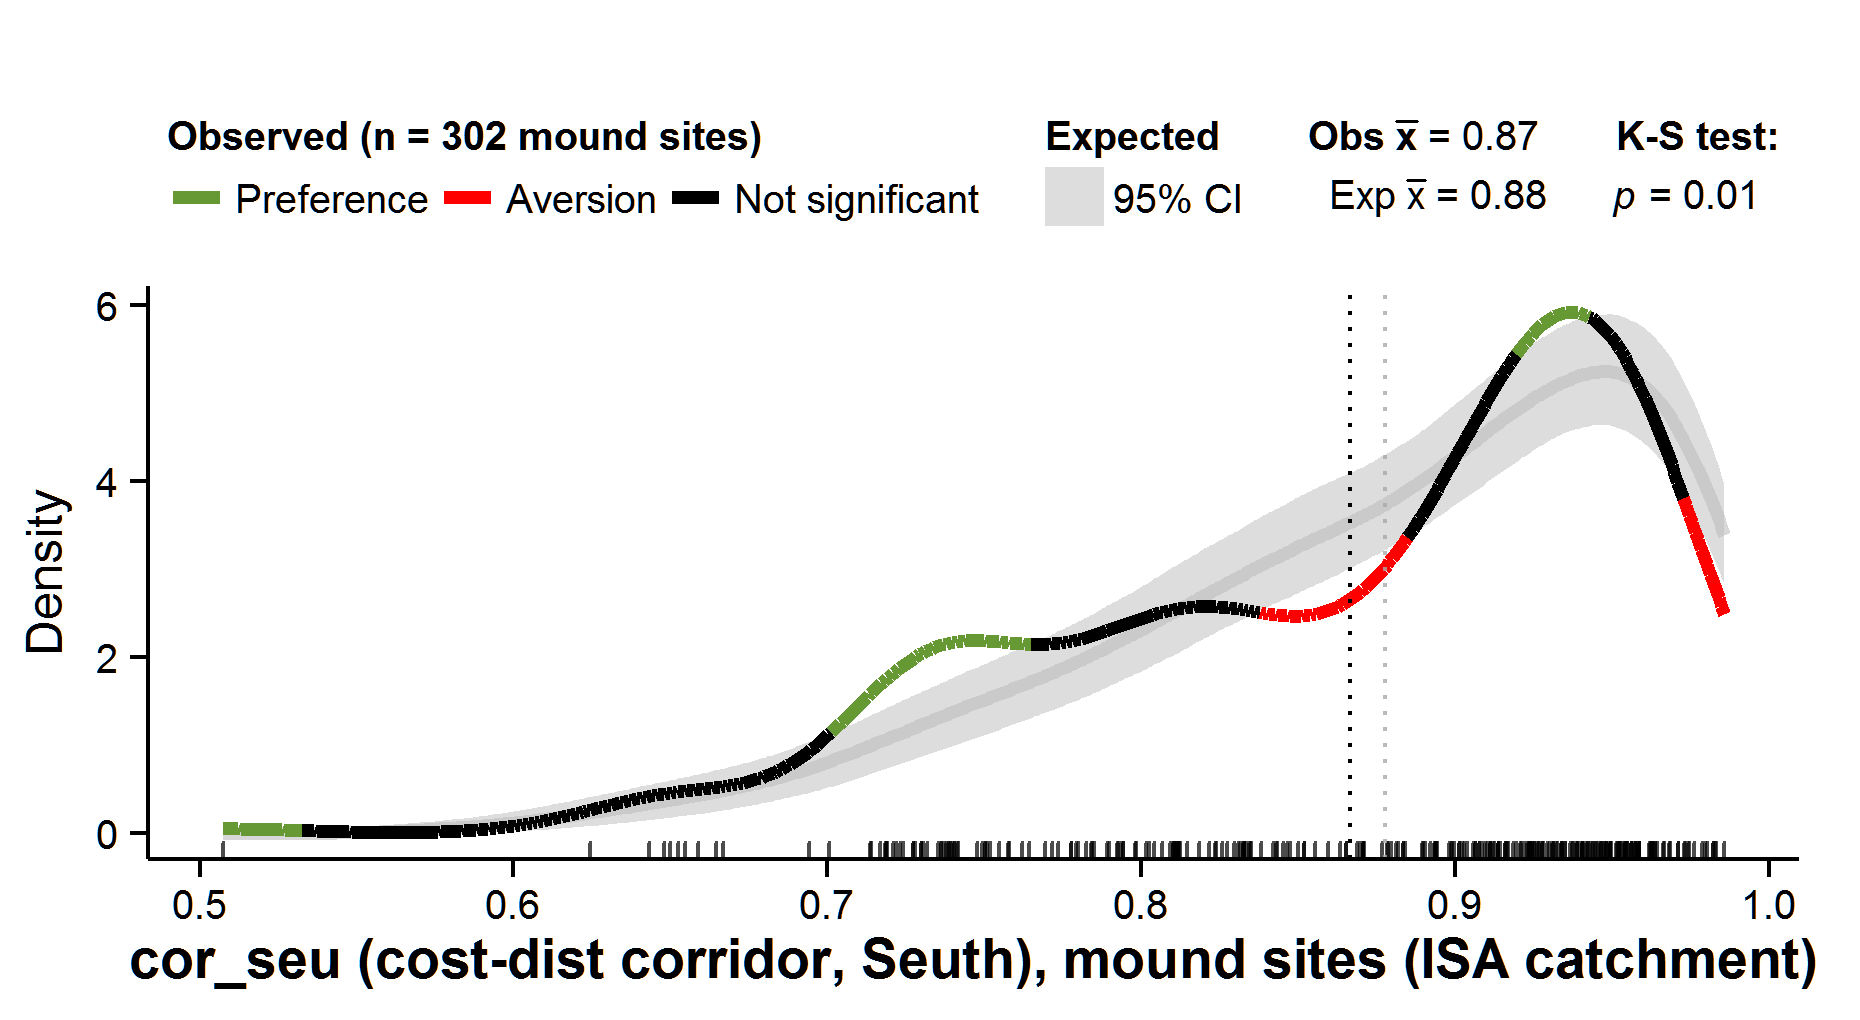 Observed (n = 302 mound sites) Expected Obs x̅ = 0.87 K-S test:
Preference Aversion Not significant 95% CI Exp x̅ = 0.88 p = 0.01
6
4
2
0
Density
0.5 0.6 0.7 0.8 0.9 1.0
cor_seu (cost-dist corridor, Seuth), mound sites (ISA catchment)